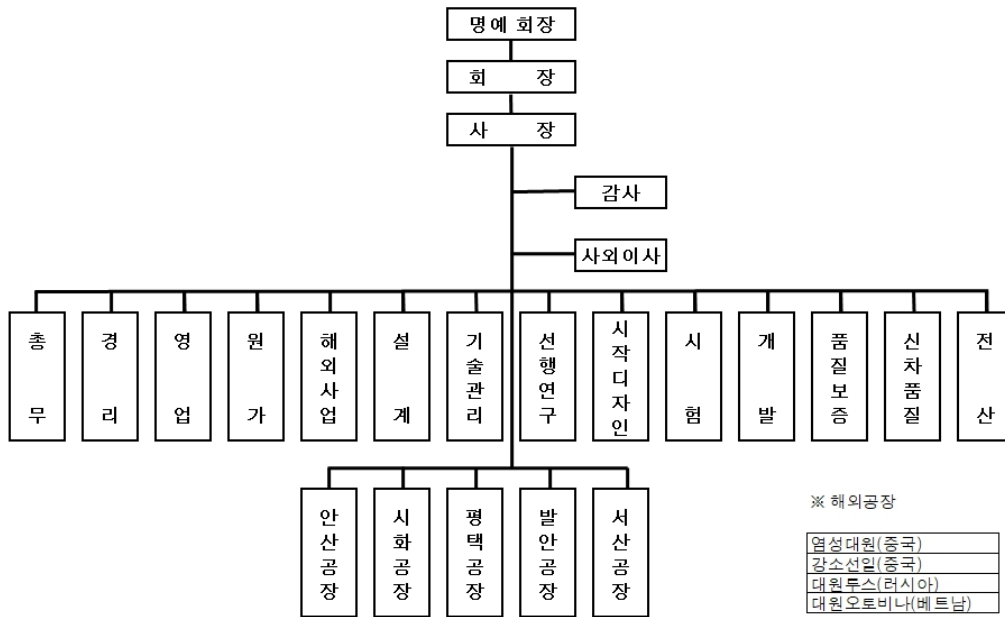 명예 회장
회 장
사 장
감사
사외이사
총무
경리
영업
원가
해외사업
설계
기술관리
선행연구
시작디자인
시험
개발
품질보증
신차품질
전산
안산공장
시화공장
평택공장
발안공장
서산공장
※ 해외공장
염성대원(중국)
강소선일(중국)
대원루스(러시아)
대원오토비나(베트남)